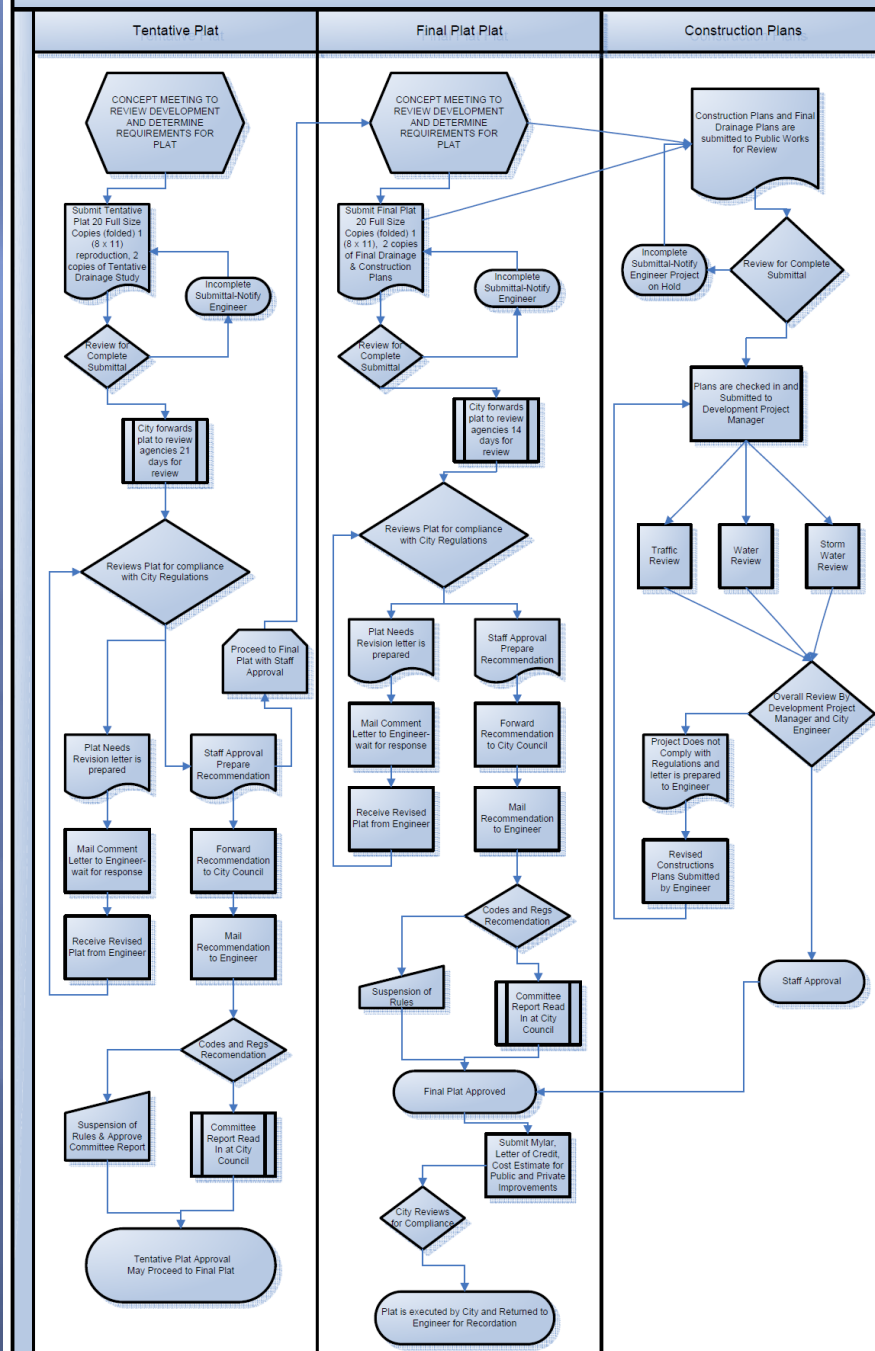 Tentative Plat
Final Plat Plat
Construction Plans
CONCEPT MEETING TO
REVIEW DEVELOPMENT
AND DETERMINE
REQUIREMENTS FOR
PLAT
Submit Tentative
Plat 20 Full Size
Copies (folded) 1
(8 x 11)
reproduction, 2
copies of Tentative
Drainage Study
Incomplete
Submittal-Notify
Engineer
Review for
Complete
Submittal
City forwards
plat to review
agencies 21
days for
review
Reviews Plat for compliance
with City Regulations
Proceed to Final
Plat with Staff
Approval
Plat Needs
Revision letter is
prepared
Staff Approval
Prepare
Recommendation
Mail Comment
Letter to Engineer-
wait for response
Forward
Recommendation
to City Council
Receive Revised
Plat from Engineer
Mail
Recommendation
to Engineer
Codes and Regs
Recomendation
Suspension of
Rules & Approve
Committee Report
Committee
Report Read
In at City
Council
Tentative Plat Approval
May Proceed to Final Plat
CONCEPT MEETING TO
REVIEW DEVELOPMENT
AND DETERMINE
REQUIREMENTS FOR
PLAT
Submit Final Plat
20 Full Size
Copies (folded) 1
(8 x 11), 2 copies
of Final Drainage
& Construction
Plans
Incomplete
Submittal-Notify
Engineer
Review for
Complete
Submittal
City forwards
plat to review
agencies 14
days for
review
Reviews Plat for compliance
with City Regulations
Plat Needs
Revision letter is
prepared
Staff Approval
Prepare
Recommendation
Mail Comment
Letter to Engineer-
wait for response
Forward
Recommendation
to City Council
Receive Revised
Plat from Engineer
Mail
Recommendation
to Engineer
Codes and Regs
Recomendation
Suspension of
Rules
Committee
Report Read
In at City
Council
Final Plat Approved
Submit Mylar,
Letter of Credit,
Cost Estimate for
Public and Private
Improvements
City Reviews
for Compliance
Plat is executed by City and Returned to
Engineer for Recordation
Construction Plans and Final
Drainage Plans are
submitted to Public Works
for Review
Incomplete
Submittal-Notify
Engineer Project
on Hold
Review for Complete
Submittal
Plans are checked in and
Submitted to
Development Project
Manager
Traffic
Review
Water
Review
Storm
Water
Review
Overall Review By
Development Project
Manager and City
Engineer
Project Does not
Comply with
Regulations and
letter is prepared
to Engineer
Revised
Constructions
Plans Submitted
by Engineer
Staff Approval